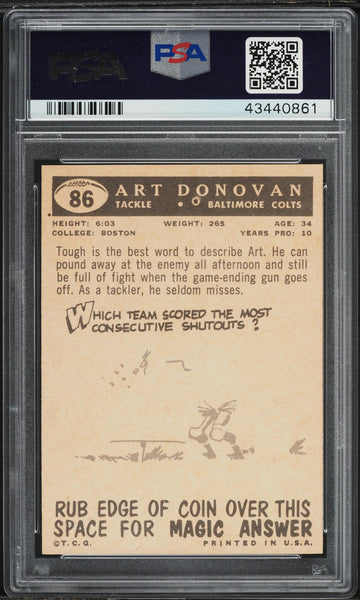 PSA
PSA
43440861
86
ART DONOVAN
TACKLE • BALTIMORE COLTS
HEIGHT: 6:03 WEIGHT: 265 AGE: 34
COLLEGE: BOSTON YEARS PRO: 10
Tough is the best word to describe Art. He can
pound away at the enemy all afternoon and still
be full of fight when the game-ending gun goes
off. As a tackler, he seldom misses.
WHICH TEAM SCORED THE MOST
CONSECUTIVE SHUTOUTS?
RUB EDGE OF COIN OVER THIS
SPACE FOR MAGIC ANSWER
©T.C.G. PRINTED IN U.S.A.